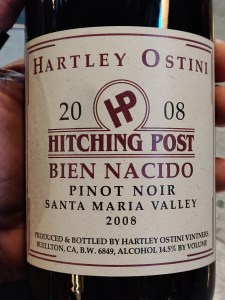 HARTLEY OSTINI
20 HP 08
HITCHING POST
BIEN NACIDO
PINOT NOIR
SANTA MARIA VALLEY
2008
PRODUCED & BOTTLED BY HARTLEY OSTINI VINTNERS
BUELLTON, CA, B.W. 6849, ALCOHOL 14.5% BY VOLUME